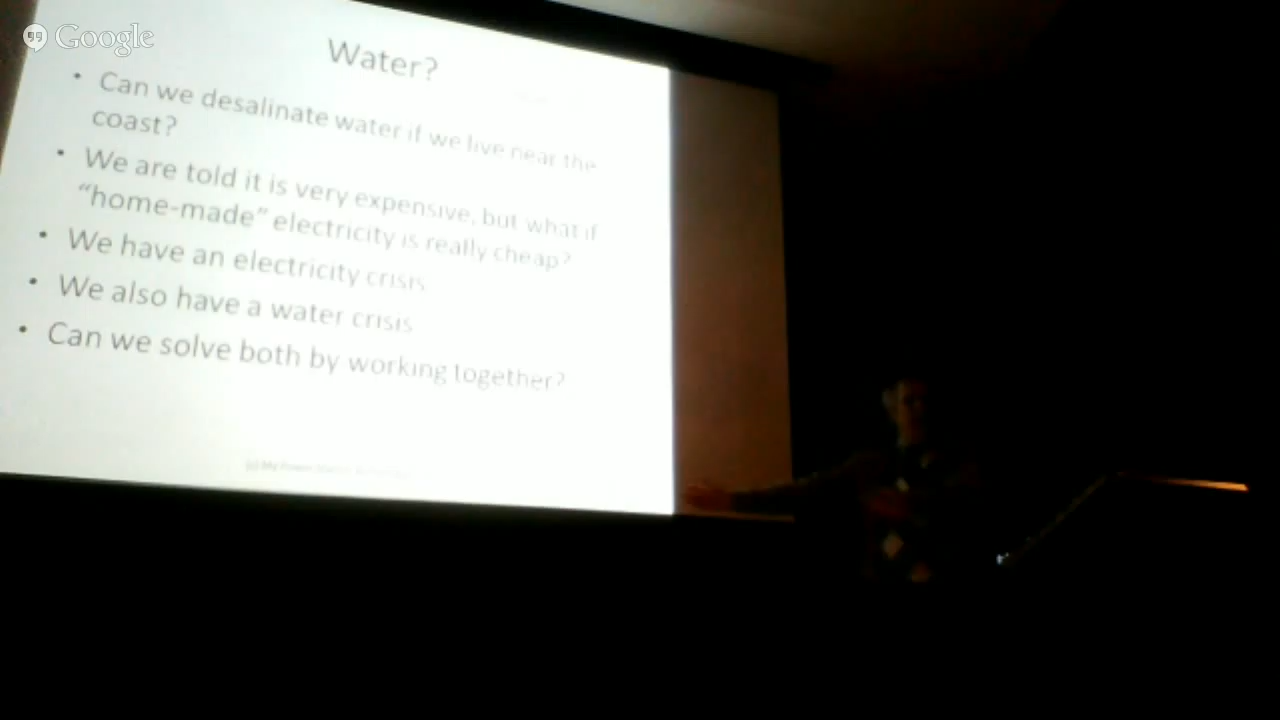 Google
Water?
• Can we desalinate water if we live near the
coast?
• We are told it is very expensive, but what if
“home-made” electricity is really cheap?
• We have an electricity crisis
• We also have a water crisis
• Can we solve both by working together?